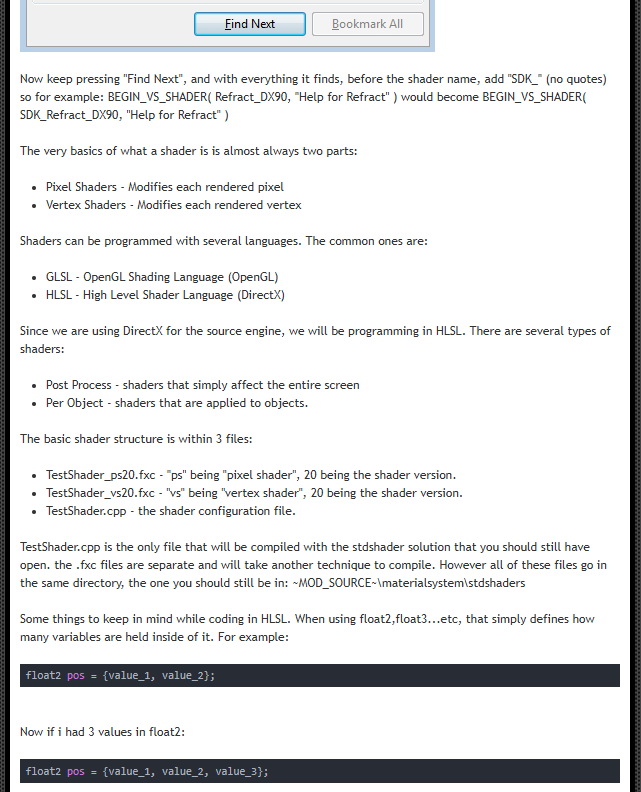 Find Next
Bookmark All
Now keep pressing "Find Next", and with everything it finds, before the shader name, add "SDK_" (no quotes)
so for example: BEGIN_VS_SHADER( Refract_DX90, "Help for Refract" ) would become BEGIN_VS_SHADER(
SDK_Refract_DX90, "Help for Refract" )
The very basics of what a shader is is almost always two parts:
• Pixel Shaders - Modifies each rendered pixel
• Vertex Shaders - Modifies each rendered vertex
Shaders can be programmed with several languages. The common ones are:
• GLSL - OpenGL Shading Language (OpenGL)
• HLSL - High Level Shader Language (DirectX)
Since we are using DirectX for the source engine, we will be programming in HLSL. There are several types of
shaders:
• Post Process - shaders that simply affect the entire screen
• Per Object - shaders that are applied to objects.
The basic shader structure is within 3 files:
• TestShader_ps20.fxc - "ps" being "pixel shader", 20 being the shader version.
• TestShader_vs20.fxc - "vs" being "vertex shader", 20 being the shader version.
• TestShader.cpp - the shader configuration file.
TestShader.cpp is the only file that will be compiled with the stdshader solution that you should still have
open. the .fxc files are separate and will take another technique to compile. However all of these files go in
the same directory, the one you should still be in: ~MOD_SOURCE~\materialsystem\stdshaders
Some things to keep in mind while coding in HLSL. When using float2,float3...etc, that simply defines how
many variables are held inside of it. For example:
float2 pos = {value_1, value_2};
Now if i had 3 values in float2:
float2 pos = {value_1, value_2, value_3};